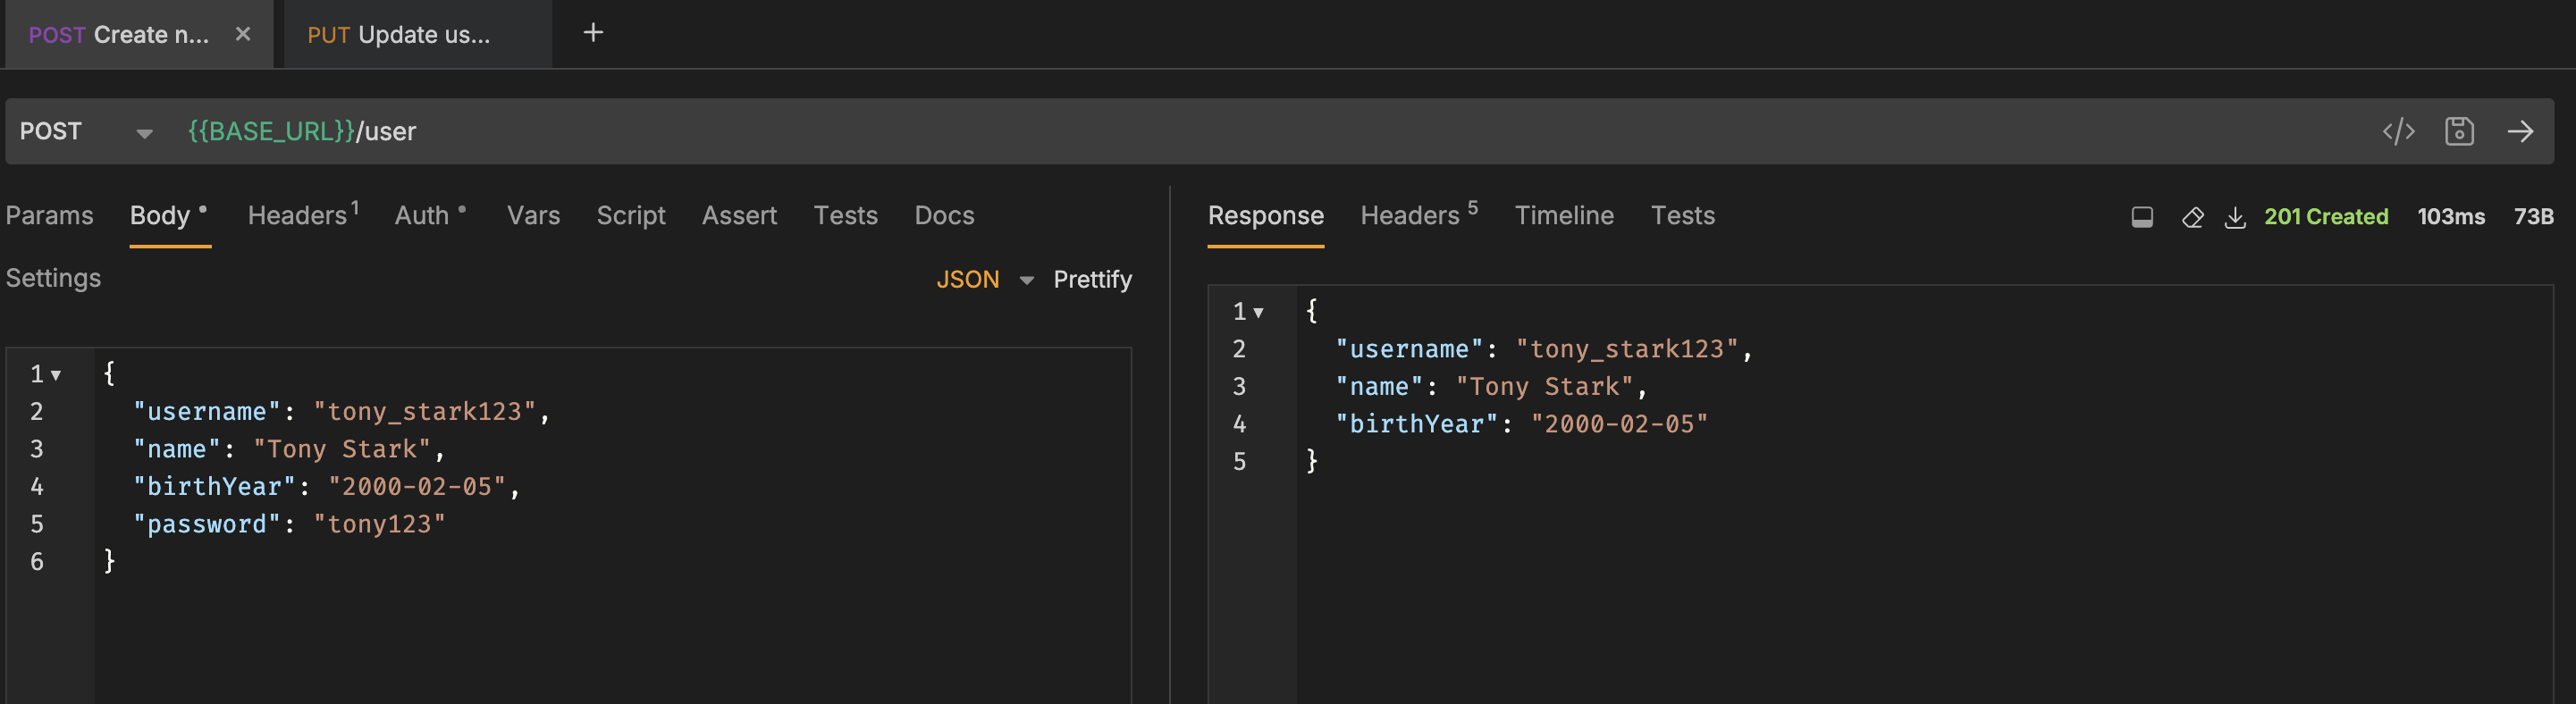 POST Create n... PUT Update us...
POST {{BASE_URL}}/user
Params Body Headers 1 Auth Vars Script Assert Tests Docs
Settings JSON Prettify
1 {
2 "username": "tony_stark123",
3 "name": "Tony Stark",
4 "birthYear": "2000-02-05",
5 "password": "tony123"
6 }
Response Headers 5 Timeline Tests 201 Created 103ms 73B
1 {
2 "username": "tony_stark123",
3 "name": "Tony Stark",
4 "birthYear": "2000-02-05"
5 }